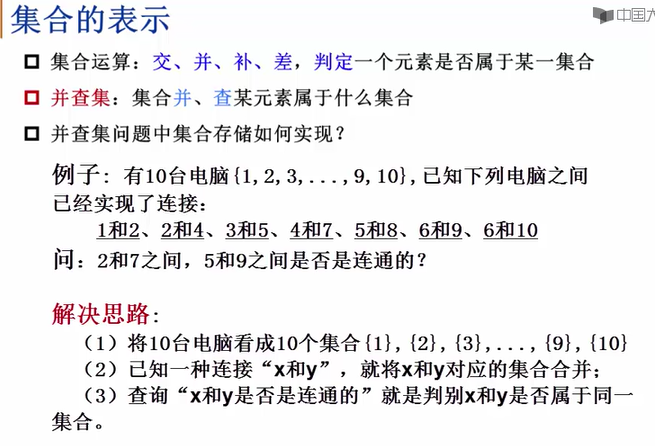 集合的表示
中国大
集合运算：交、并、补、差，判定一个元素是否属于某一集合
并查集：集合并、查某元素属于什么集合
并查集问题中集合存储如何实现？
例子：有10台电脑{1,2,3,...,9,10},已知下列电脑之间
已经实现了连接：
1和2、2和4、3和5、4和7、5和8、6和9、6和10
问：2和7之间，5和9之间是否是连通的？
解决思路：
（1）将10台电脑看成10个集合{1},{2},{3},...,{9},{10}
（2）已知一种连接“x和y”，就将x和y对应的集合合并；
（3）查询“x和y是否是连通的”就是判别x和y是否属于同一
集合。